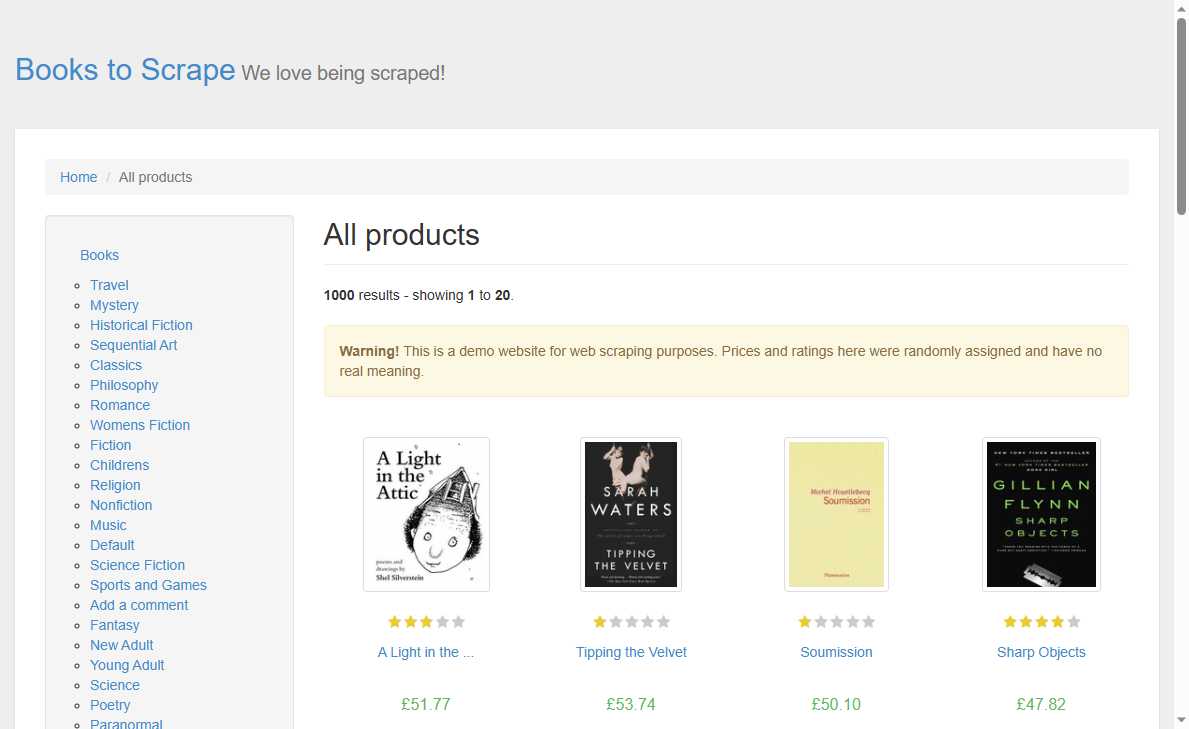 Books to Scrape We love being scraped!
Home / All products
Books
Travel
Mystery
Historical Fiction
Sequential Art
Classics
Philosophy
Romance
Womens Fiction
Fiction
Childrens
Religion
Nonfiction
Music
Default
Science Fiction
Sports and Games
Add a comment
Fantasy
New Adult
Young Adult
Science
Poetry
Paranormal
All products
1000 results - showing 1 to 20.
Warning! This is a demo website for web scraping purposes. Prices and ratings here were randomly assigned and have no
real meaning.
A Light
in the
Attic
poems and
drawings by
Shel Silverstein
A Light in the ...
£51.77
SARAH
WATERS
TIPPING
THE VELVET
Tipping the Velvet
£53.74
Michel Houellebecq
Soumission
Flammarion
Soumission
£50.10
NEW YORK TIMES BESTSELLER
GILLIAN
FLYNN
SHARP
OBJECTS
Sharp Objects
£47.82